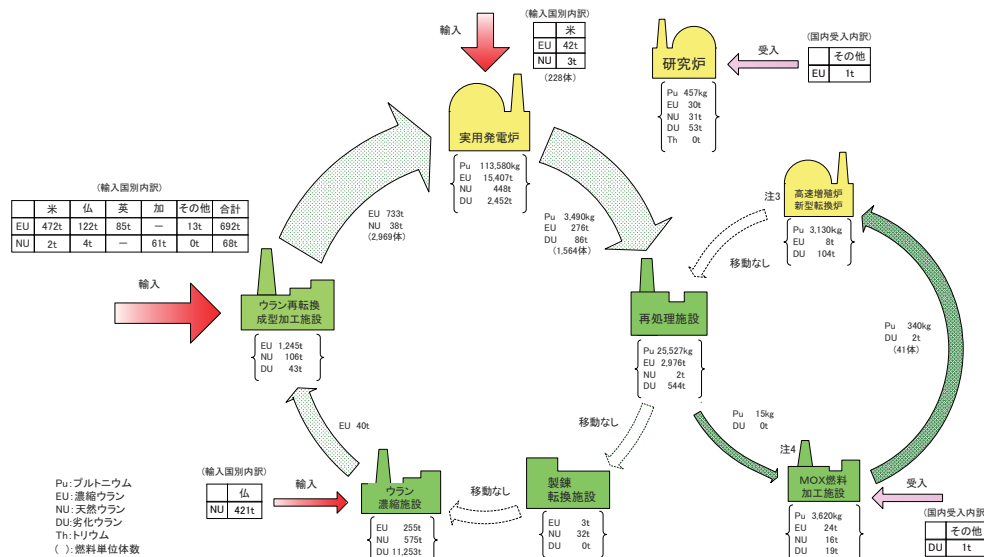 輸入
(輸入国別内訳)
米
EU 42t
NU 3t
(228体)
実用発電炉
Pu 113,580kg
EU 15,407t
NU 448t
DU 2,452t
研究炉
Pu 457kg
EU 30t
NU 31t
DU 53t
Th 0t
受入
(国内受入内訳)
その他
EU 1t
(輸入国別内訳)
米 仏 英 加 その他 合計
EU 472t 122t 85t － 13t 692t
NU 2t 4t － 61t 0t 68t
EU 733t
NU 38t
(2,969体)
Pu 3,490kg
EU 276t
DU 86t
(1,564体)
注3
高速増殖炉
新型転換炉
Pu 3,130kg
EU 8t
DU 104t
移動なし
輸入
ウラン再転換
成型加工施設
EU 1,245t
NU 106t
DU 43t
再処理施設
Pu 25,527kg
EU 2,976t
NU 2t
DU 544t
Pu 340kg
DU 2t
(41体)
EU 40t
移動なし
Pu 15kg
DU 0t
(輸入国別内訳)
仏
NU 421t
輸入
ウラン
濃縮施設
EU 255t
NU 575t
DU 11,253t
移動なし
製錬
転換施設
EU 3t
NU 32t
DU 0t
注4
MOX燃料
加工施設
Pu 3,620kg
EU 24t
NU 16t
DU 19t
受入
(国内受入内訳)
その他
DU 1t
Pu:プルトニウム
EU:濃縮ウラン
NU:天然ウラン
DU:劣化ウラン
Th:トリウム
( ):燃料単位体数